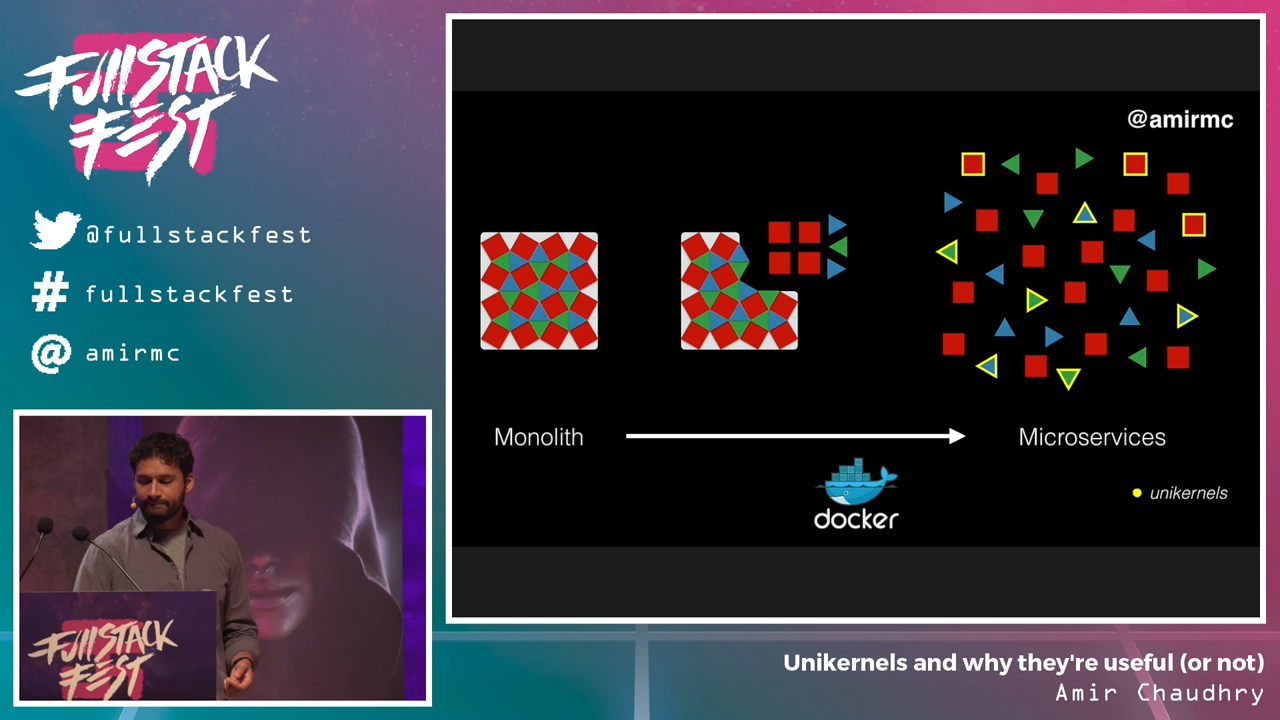 FullSTACK
FEST
@fullstackfest
# fullstackfest
@ amirmc
FullSTACK
FEST
@amirmc
Monolith
Microservices
docker
unikernels
Unikernels and why they're useful (or not)
Amir Chaudhry